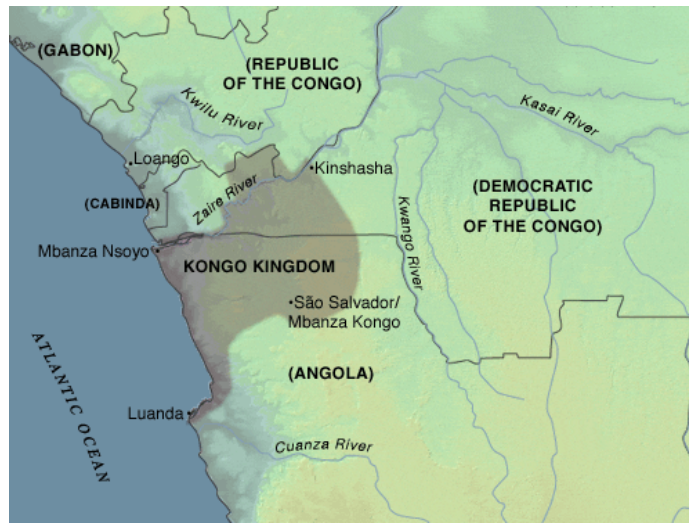 (GABON)
(REPUBLIC
OF THE CONGO)
Kwilu River
Kasai River
Loango
Kinshasha
Zaire River
(CABINDA)
(DEMOCRATIC
REPUBLIC
OF THE CONGO)
Kwango River
Mbanza Nsoyo
KONGO KINGDOM
São Salvador/
Mbanza Kongo
ATLANTIC OCEAN
(ANGOLA)
Luanda
Cuanza River